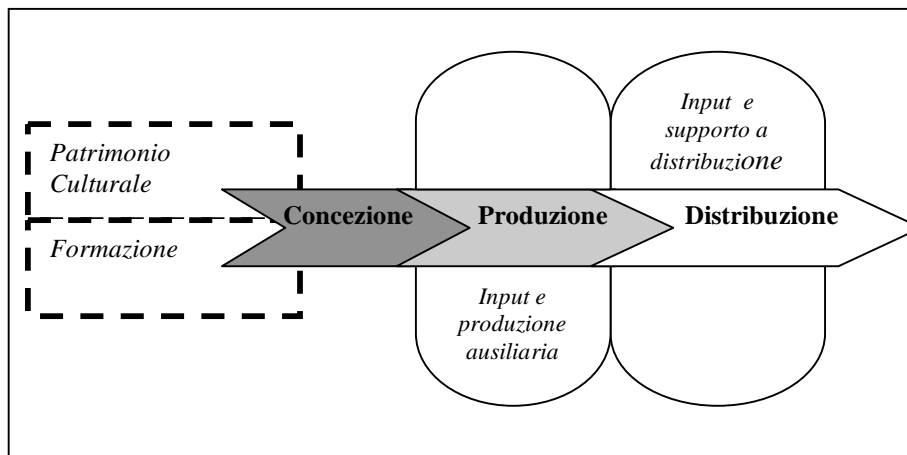 Input e
supporto a
distribuzione
Patrimonio
Culturale
Concezione
Produzione
Distribuzione
Formazione
Input e
produzione
ausiliaria